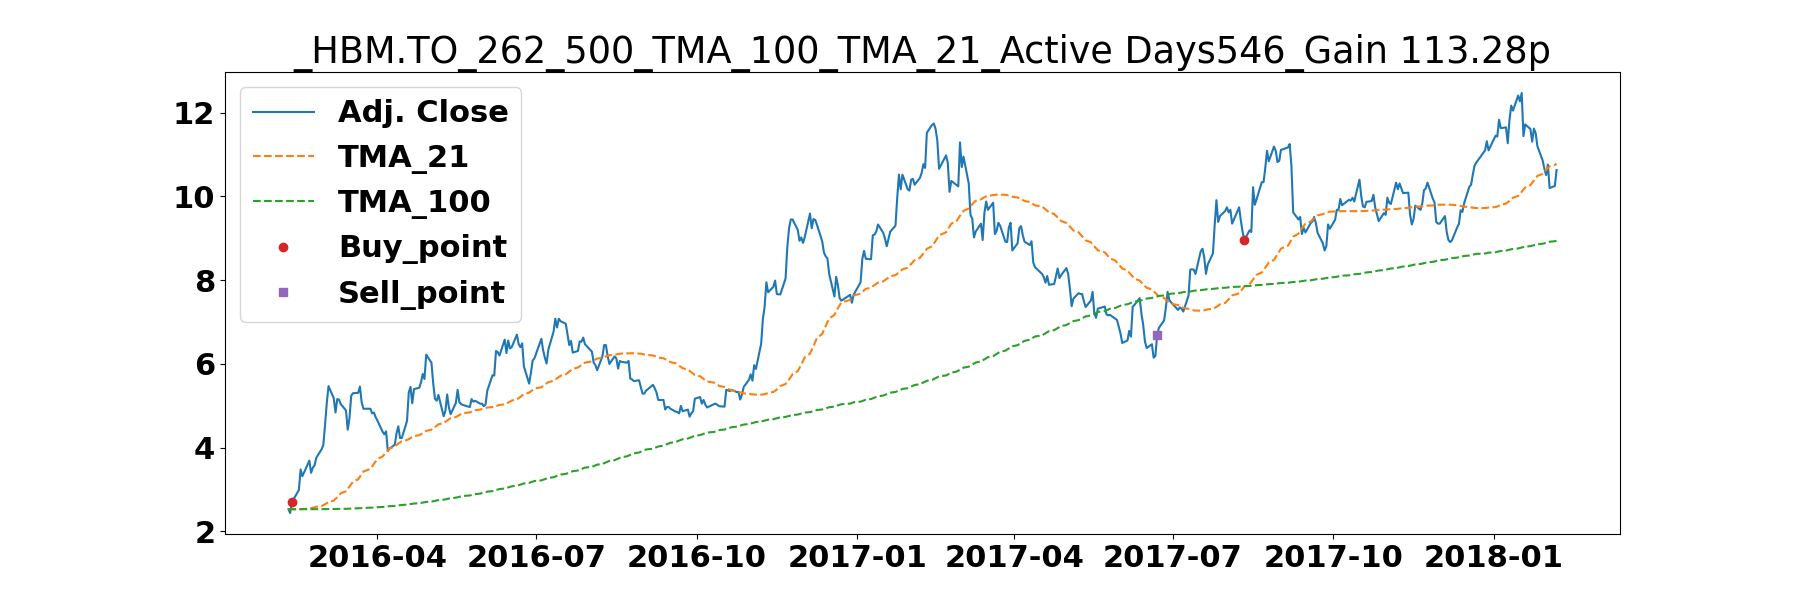 _HBM.TO_262_500_TMA_100_TMA_21_Active Days546_Gain 113.28p
Adj. Close
TMA_21
TMA_100
Buy_point
Sell_point
12
10
8
6
4
2
2016-04 2016-07 2016-10 2017-01 2017-04 2017-07 2017-10 2018-01